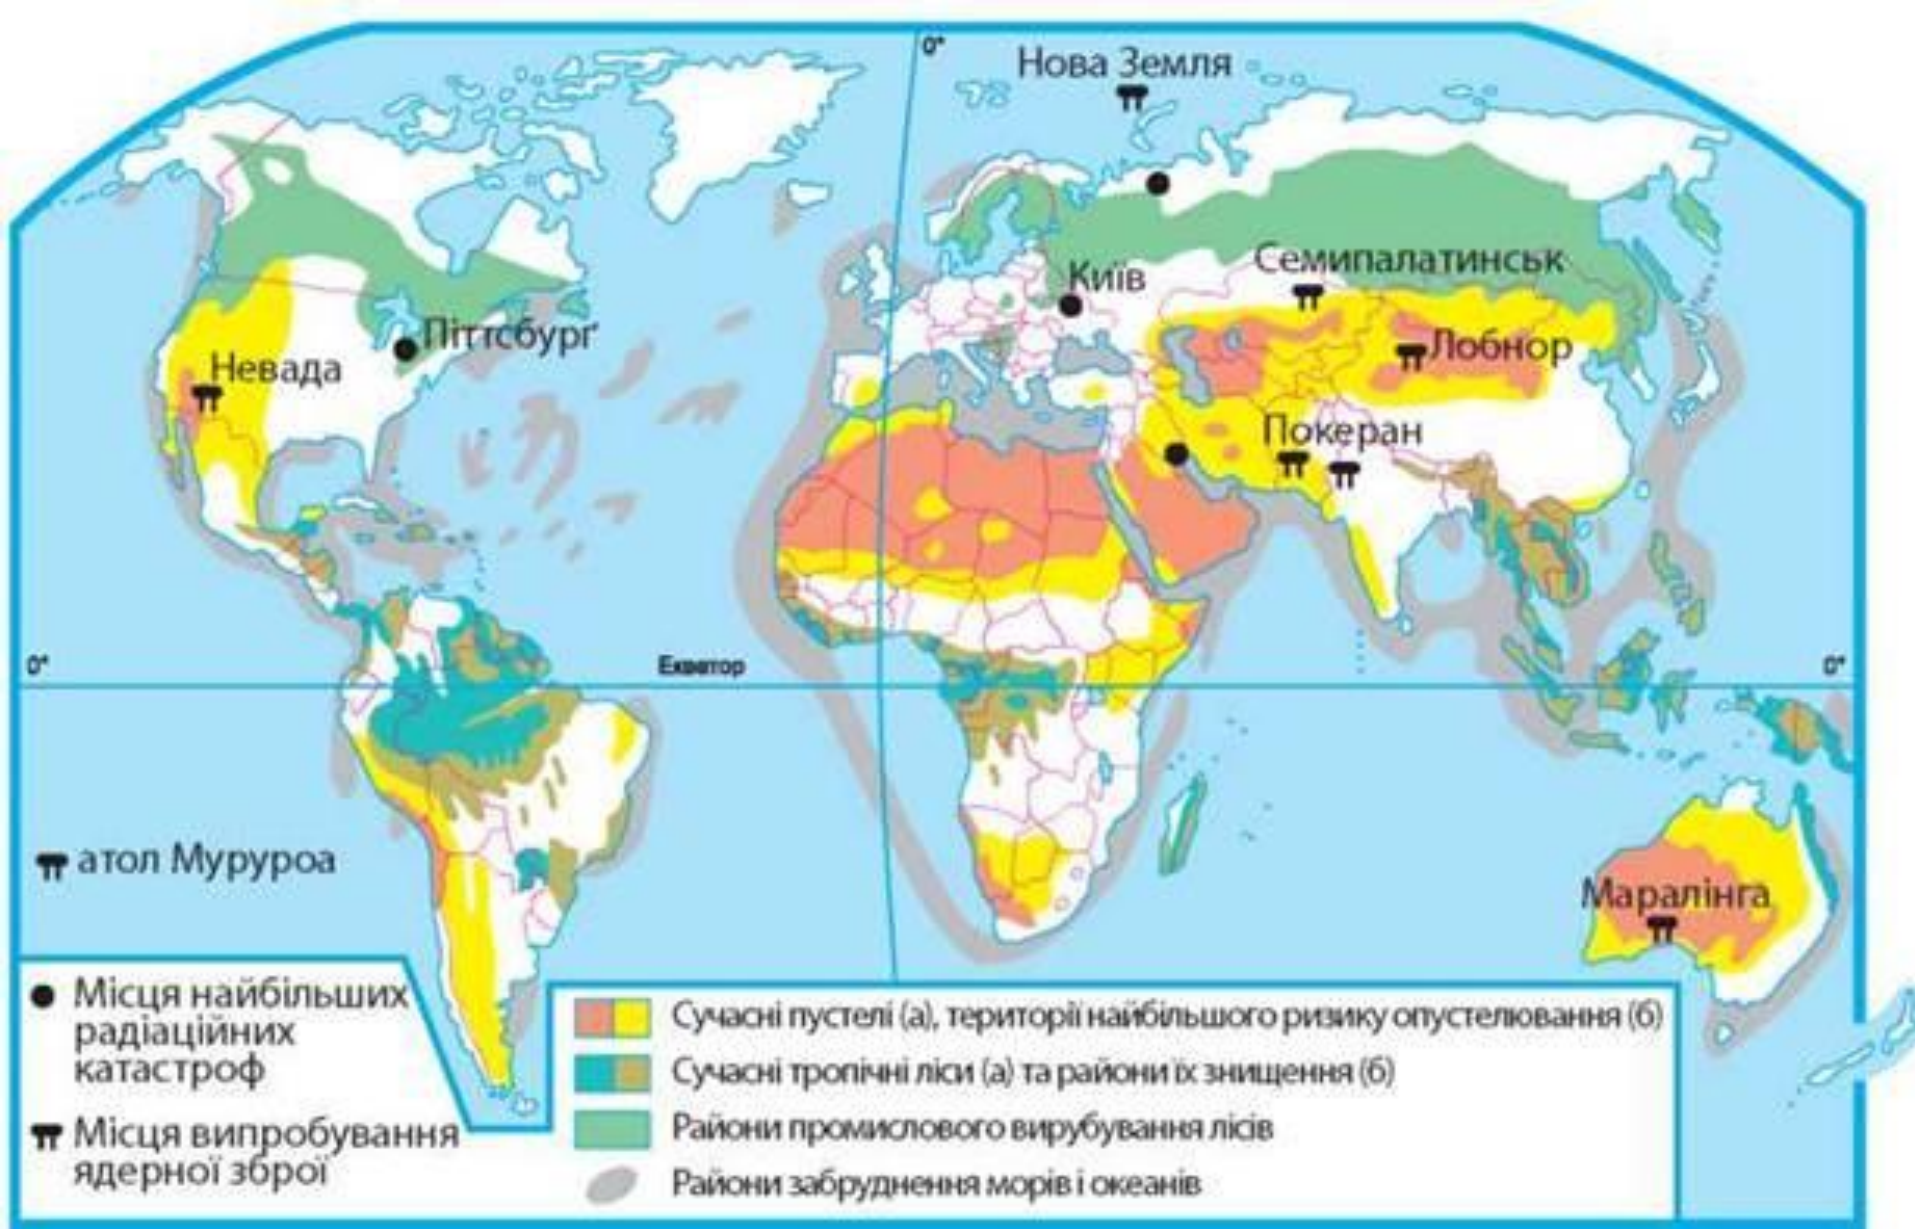 0°
Нова Земля
Семипалатинськ
Київ
Піттсбург
Невада
Лобнор
Покеран
0°
Екватор
0°
атол Муруроа
Маралінга
Місця найбільших
радіаційних
катастроф
Місця випробування
ядерної зброї
Сучасні пустелі (а), території найбільшого ризику опустелювання (б)
Сучасні тропічні ліси (а) та райони їх знищення (б)
Райони промислового вирубування лісів
Райони забруднення морів і океанів